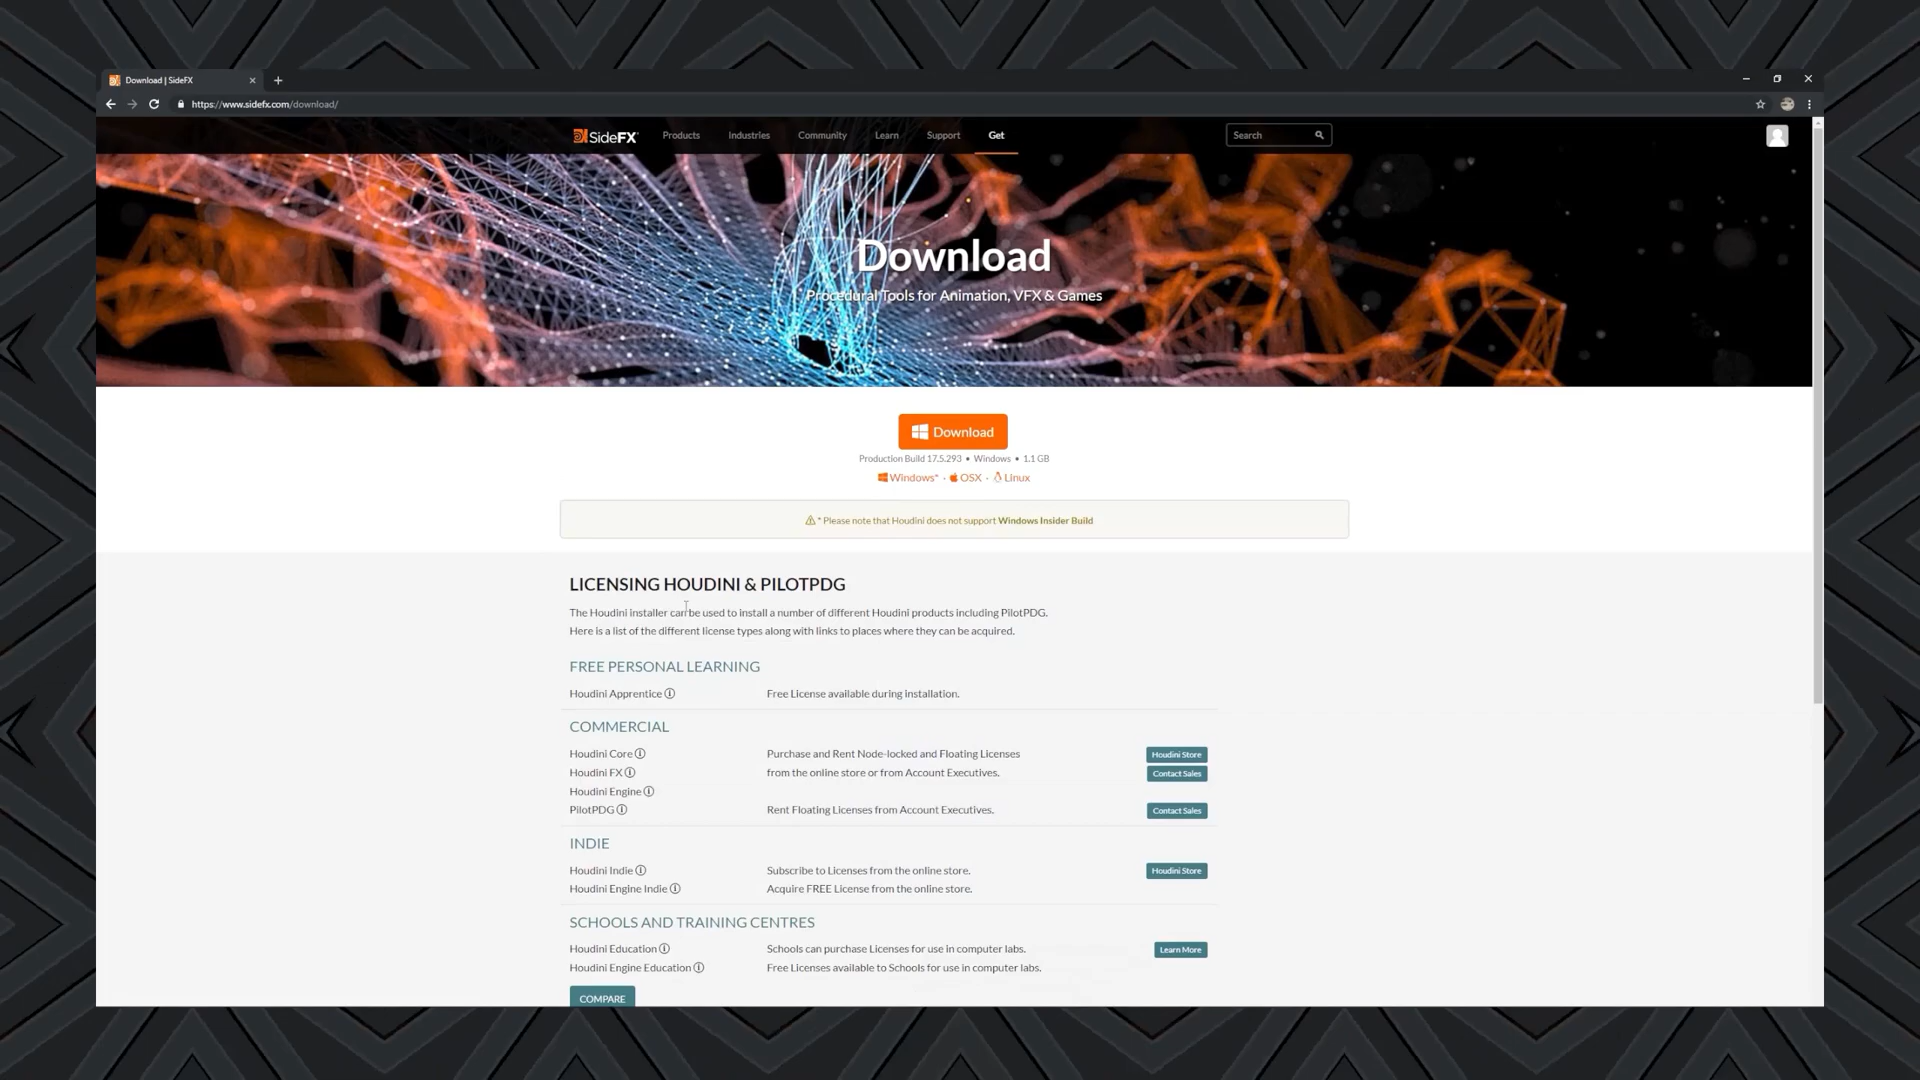 Download | SideFX
https://www.sidefx.com/download/
SideFX Products Industries Community Learn Support Get Search
Download
Procedural Tools for Animation, VFX & Games
Download
Production Build 17.5.293 • Windows • 1.1 GB
Windows* · OSX · Linux
* Please note that Houdini does not support Windows Insider Build
LICENSING HOUDINI & PILOTPDG
The Houdini installer can be used to install a number of different Houdini products including PilotPDG.
Here is a list of the different license types along with links to places where they can be acquired.
FREE PERSONAL LEARNING
Houdini Apprentice Free License available during installation.
COMMERCIAL
Houdini Core Purchase and Rent Node-locked and Floating Licenses Houdini Store
Houdini FX from the online store or from Account Executives. Contact Sales
Houdini Engine
PilotPDG Rent Floating Licenses from Account Executives. Contact Sales
INDIE
Houdini Indie Subscribe to Licenses from the online store. Houdini Store
Houdini Engine Indie Acquire FREE License from the online store.
SCHOOLS AND TRAINING CENTRES
Houdini Education Schools can purchase Licenses for use in computer labs. Learn More
Houdini Engine Education Free Licenses available to Schools for use in computer labs.
COMPARE